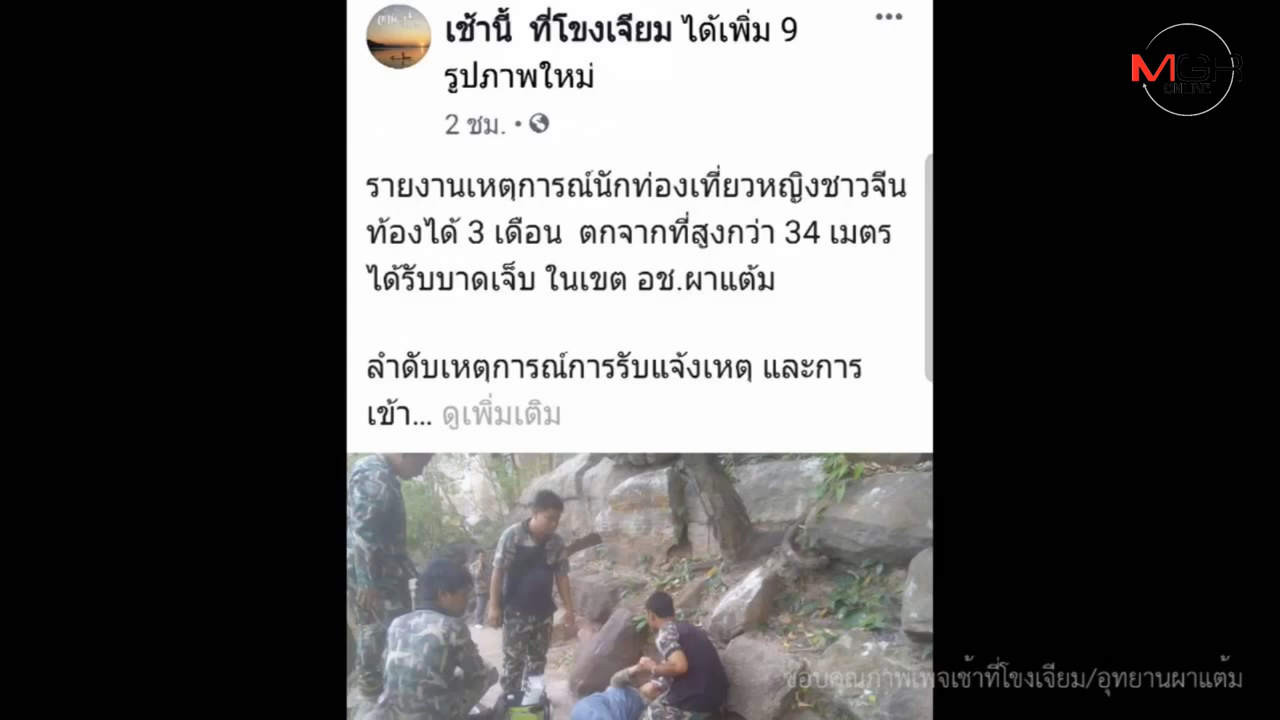 เช้านี้ ที่โขงเจียม ได้เพิ่ม 9
รูปภาพใหม่
2 ชม.
รายงานเหตุการณ์นักท่องเที่ยวหญิงชาวจีน
ท้องได้ 3 เดือน ตกจากที่สูงกว่า 34 เมตร
ได้รับบาดเจ็บ ในเขต อช.ผาแต้ม
ลำดับเหตุการณ์การรับแจ้งเหตุ และการ
เข้า... ดูเพิ่มเติม
MGR
ONLINE
ขอบคุณภาพเพจเช้าที่โขงเจียม/อุทยานผาแต้ม